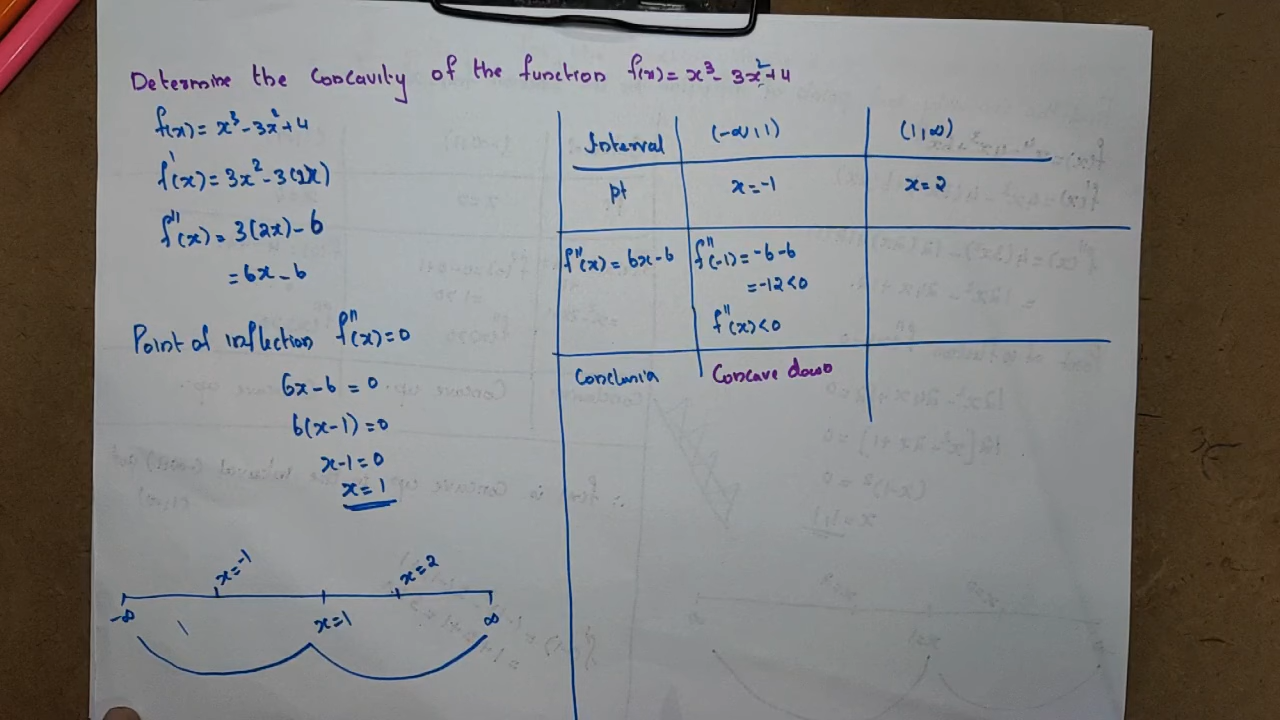 Determine the Concavity of the function f(x) = x³ - 3x² + 4
f(x) = x³ - 3x² + 4
f'(x) = 3x² - 3(2x)
f''(x) = 3(2x) - 6
= 6x - 6
Point of inflection f''(x) = 0
6x - 6 = 0
6(x-1) = 0
x - 1 = 0
x = 1
x=-1 x=2
-∞ x=1 ∞
Interval (-∞, 1) (1, ∞)
pt x = -1 x = 2
f''(x) = 6x - 6 f''(-1) = -6 - 6
= -12 < 0
f''(x) < 0
Concave down